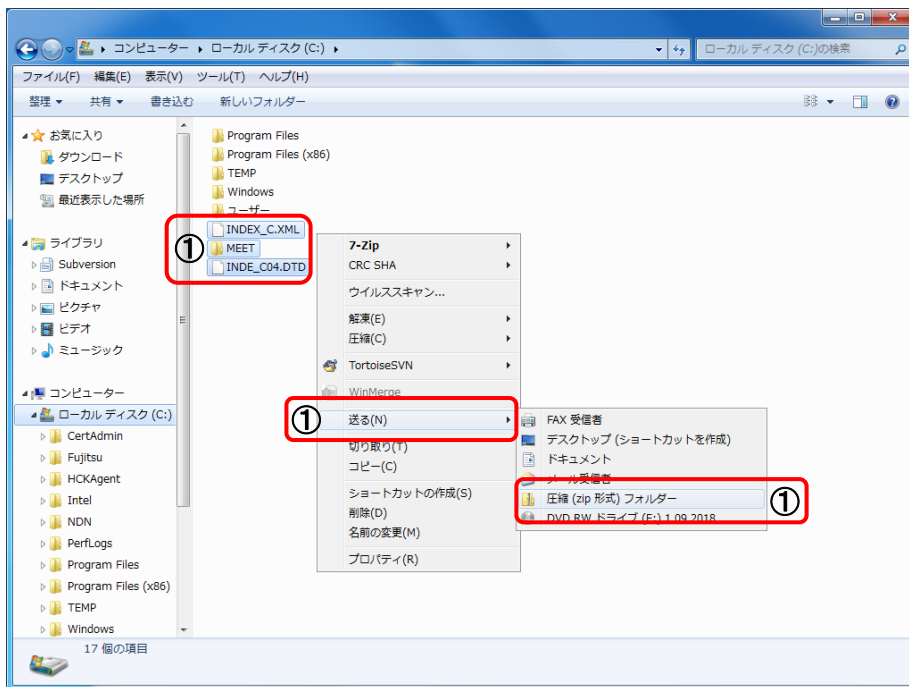 コンピューター ▸ ローカル ディスク (C:) ▸
ローカル ディスク (C:)の検索
ファイル(F) 編集(E) 表示(V) ツール(T) ヘルプ(H)
整理 ▼ 共有 ▼ 書き込む 新しいフォルダー
お気に入り
ダウンロード
デスクトップ
最近表示した場所
ライブラリ
Subversion
ドキュメント
ピクチャ
ビデオ
ミュージック
コンピューター
ローカル ディスク (C:)
CertAdmin
Fujitsu
HCKAgent
Intel
NDN
PerfLogs
Program Files
Program Files (x86)
TEMP
Windows
Program Files
Program Files (x86)
TEMP
Windows
ユーザー
①
INDEX_C.XML
MEET
INDE_C04.DTD
7-Zip
CRC SHA
ウイルススキャン...
解凍(E)
圧縮(C)
TortoiseSVN
WinMerge
① 送る(N)
切り取り(T)
コピー(C)
ショートカットの作成(S)
削除(D)
名前の変更(M)
プロパティ(R)
FAX 受信者
デスクトップ (ショートカットを作成)
ドキュメント
メール受信者
圧縮 (zip 形式) フォルダー ①
DVD RW ドライブ (E:) 1 09 2018
17 個の項目